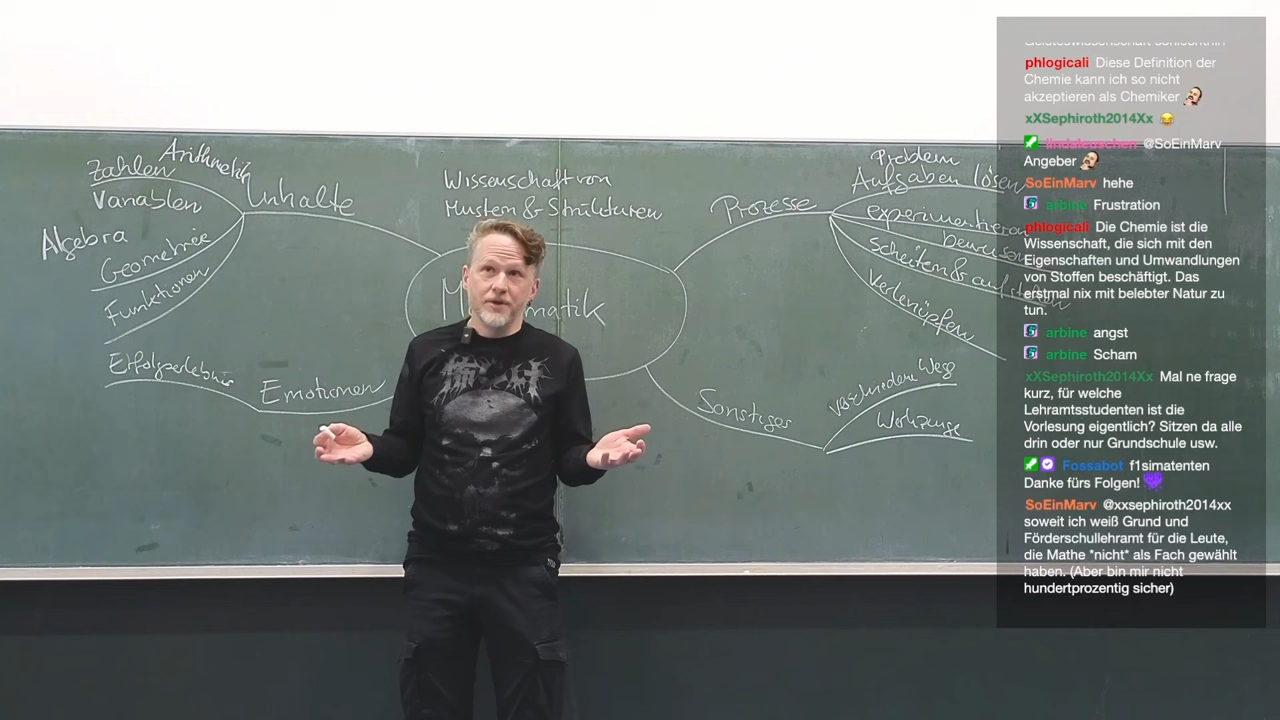 Zahlen
Arithmetik
Variablen
Algebra
Geometrie
Funktionen
Inhalte
Erfolgserlebnis
Emotionen
Wissenschaft von
Mustern & Strukturen
M matik
Prozesse
Problem
Aufgaben lösen
experimentieren
beweisen
Scheitern & aufstehen
Verknüpfen
Sonstiges
verschiedene Wege
Werkzeuge
phlogicali Diese Definition der
Chemie kann ich so nicht
akzeptieren als Chemiker
xXSephiroth2014Xx 😂
lindaleuschen @SoEinMarv
Angeber
SoEinMarv hehe
arbine Frustration
phlogicali Die Chemie ist die
Wissenschaft, die sich mit den
Eigenschaften und Umwandlungen
von Stoffen beschäftigt. Das
erstmal nix mit belebter Natur zu
tun.
arbine angst
arbine Scham
xXSephiroth2014Xx Mal ne frage
kurz, für welche
Lehramtsstudenten ist die
Vorlesung eigentlich? Sitzen da alle
drin oder nur Grundschule usw.
Fossabot f1simatenten
Danke fürs Folgen!
SoEinMarv @xxsephiroth2014xx
soweit ich weiß Grund und
Förderschullehramt für die Leute,
die Mathe *nicht* als Fach gewählt
haben. (Aber bin mir nicht
hundertprozentig sicher)